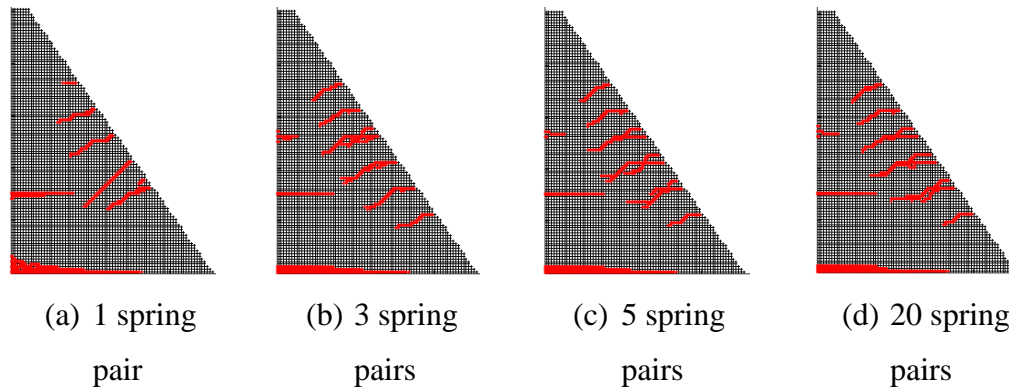 (a) 1 spring pair
(b) 3 spring pairs
(c) 5 spring pairs
(d) 20 spring pairs